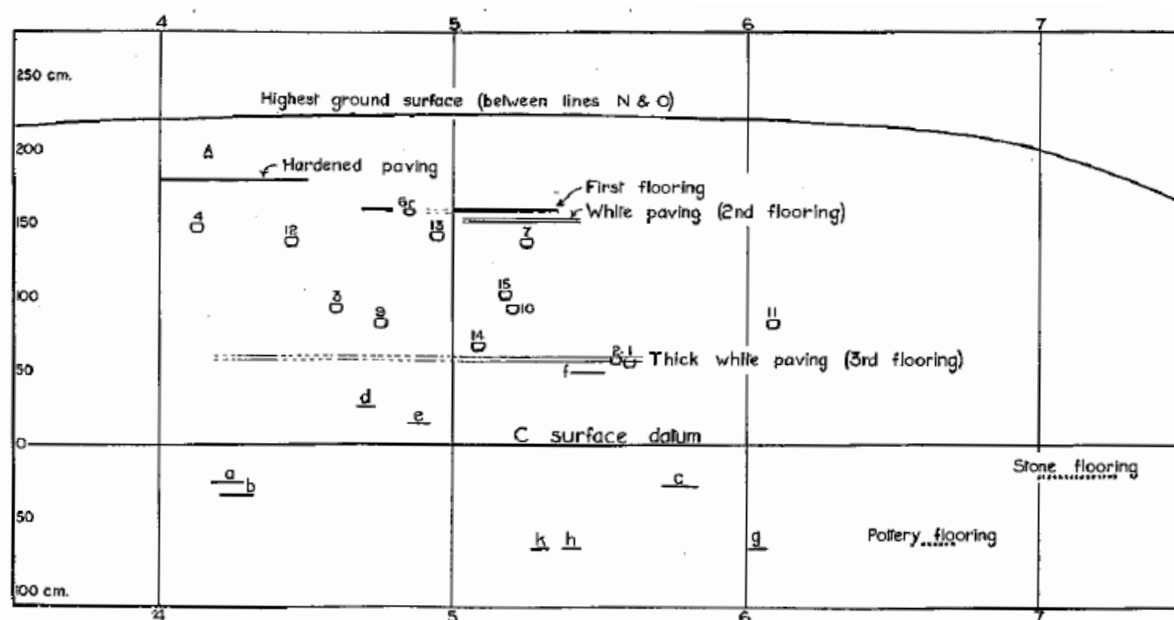 4 5 6 7
250 cm.
Highest ground surface (between lines N & O)
200
A
Hardened paving
First flooring
6
White paving (2nd flooring)
150
4 12 13 7
15
100
3 9 10 11
14
2 1 Thick white paving (3rd flooring)
50
f
d
e
0
C surface datum
a
b
c
Stone flooring
50
k h g
Pottery flooring
100 cm.
4 5 6 7